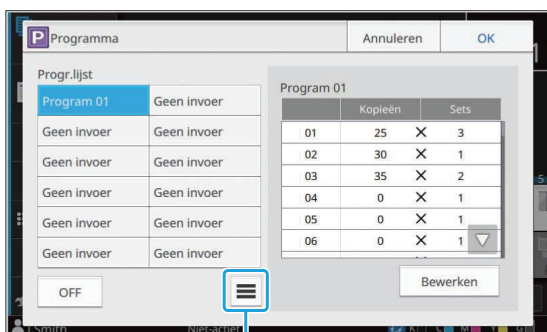 P Programma
Annuleren
OK
Progr.lijst
Program 01 Geen invoer
Geen invoer Geen invoer
Geen invoer Geen invoer
Geen invoer Geen invoer
Geen invoer Geen invoer
Geen invoer Geen invoer
OFF
Program 01
Kopieën Sets
01 25 X 3
02 30 X 1
03 35 X 2
04 0 X 1
05 0 X 1
06 0 X 1
Bewerken
Smith
Niet-actief
K C M Y G
5